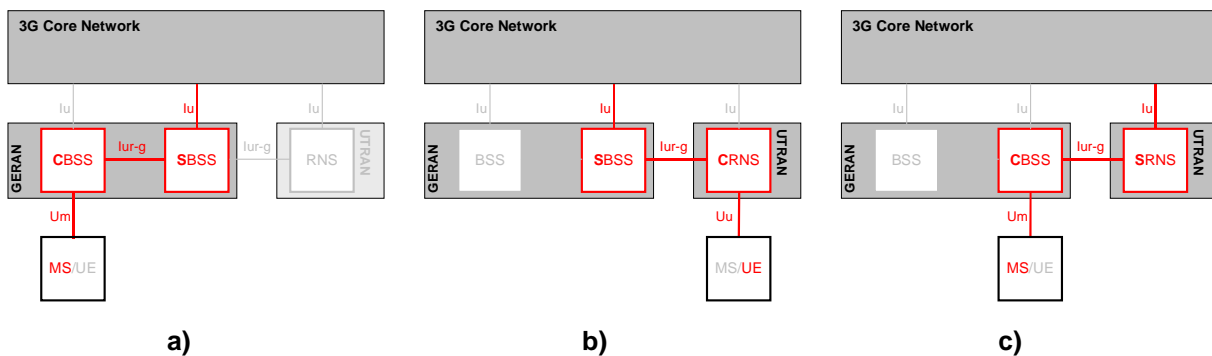 3G Core Network
Iu
Iu
Iu
GERAN
CBSS
Iur-g
SBSS
Iur-g
RNS
UTRAN
Um
MS/UE
a)
3G Core Network
Iu
Iu
Iu
GERAN
BSS
SBSS
Iur-g
CRNS
UTRAN
Uu
MS/UE
b)
3G Core Network
Iu
Iu
Iu
GERAN
BSS
CBSS
Iur-g
SRNS
UTRAN
Um
MS/UE
c)